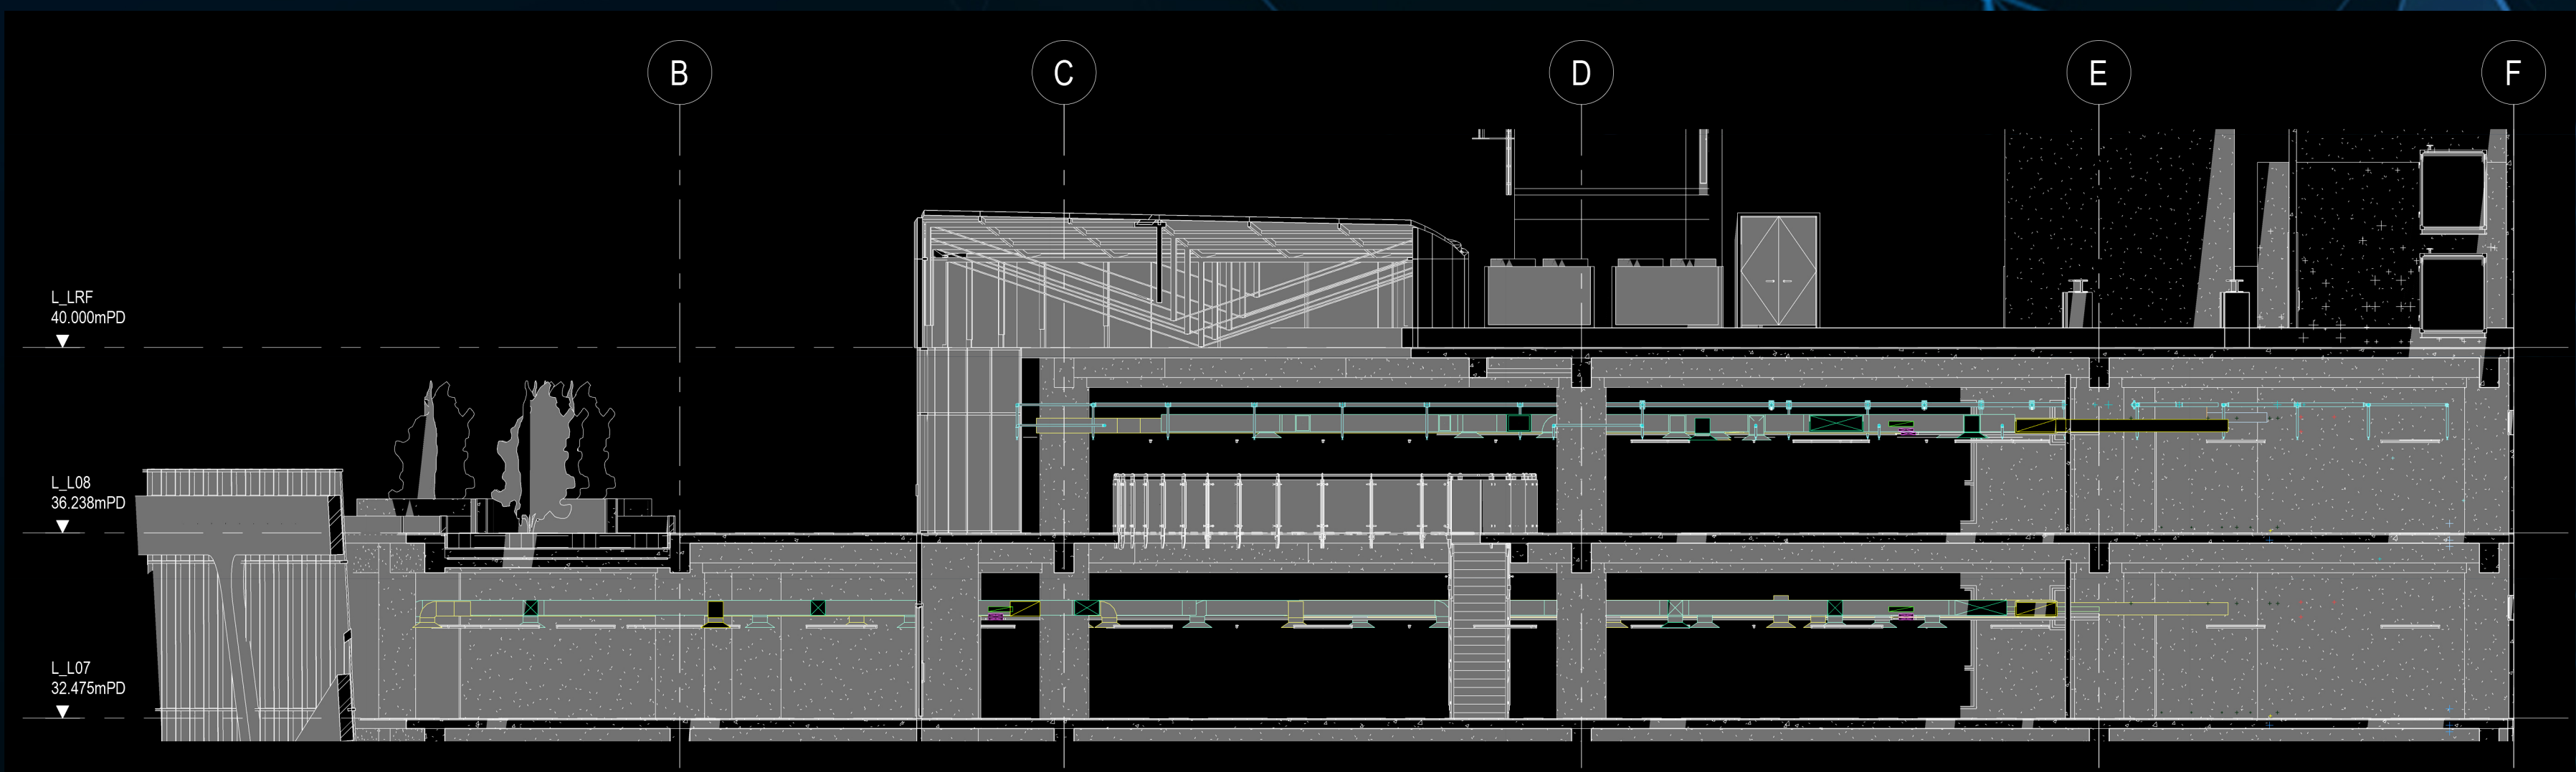 B
C
D
E
F
L_LRF
40.000mPD
L_L08
36.238mPD
L_L07
32.475mPD